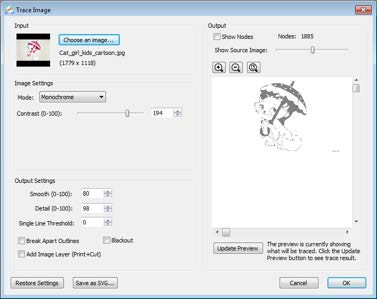 Trace Image
Input
Choose an image...
Cat_girl_kids_cartoon.jpg
(1779 x 1118)
Image Settings
Mode: Monochrome
Contrast (0-100): 194
Output Settings
Smooth (0-100): 80
Detail (0-100): 98
Single Line Threshold: 0
Break Apart Outlines Blackout
Add Image Layer (Print+Cut)
Output
Show Nodes Nodes: 1885
Show Source Image:
Update Preview
The preview is currently showing
what will be traced. Click the Update
Preview button to see trace result.
Restore Settings Save as SVG... Cancel OK